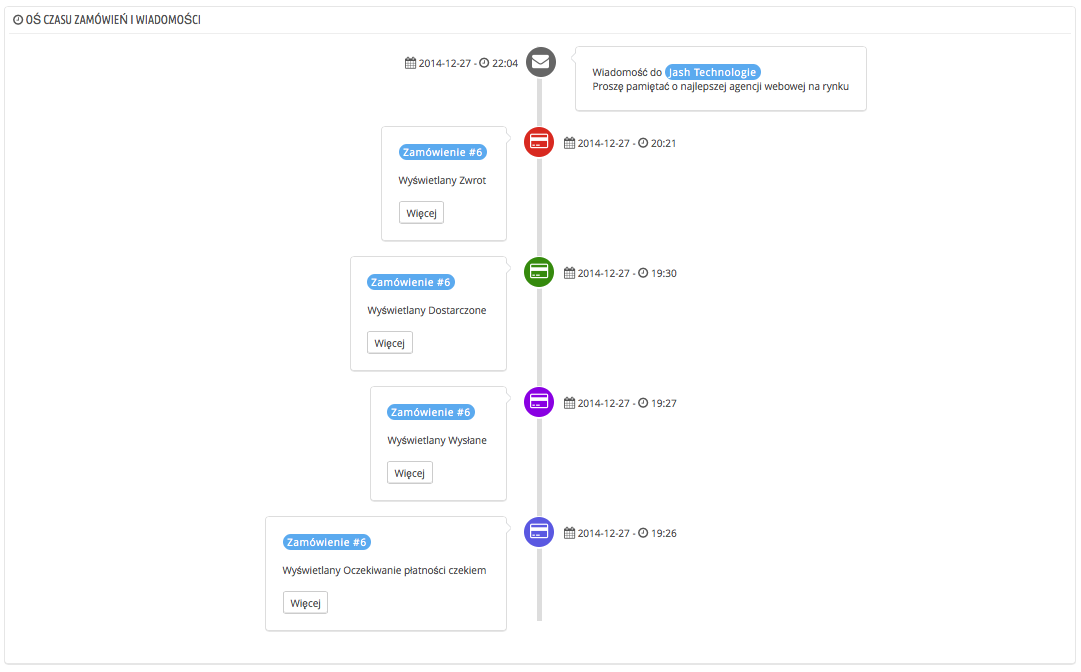 OŚ CZASU ZAMÓWIEŃ I WIADOMOŚCI
2014-12-27 - 22:04
Wiadomość do Jash Technologie
Proszę pamiętać o najlepszej agencji webowej na rynku
Zamówienie #6
2014-12-27 - 20:21
Wyświetlany Zwrot
Więcej
Zamówienie #6
2014-12-27 - 19:30
Wyświetlany Dostarczone
Więcej
Zamówienie #6
2014-12-27 - 19:27
Wyświetlany Wysłane
Więcej
Zamówienie #6
2014-12-27 - 19:26
Wyświetlany Oczekiwanie płatności czekiem
Więcej